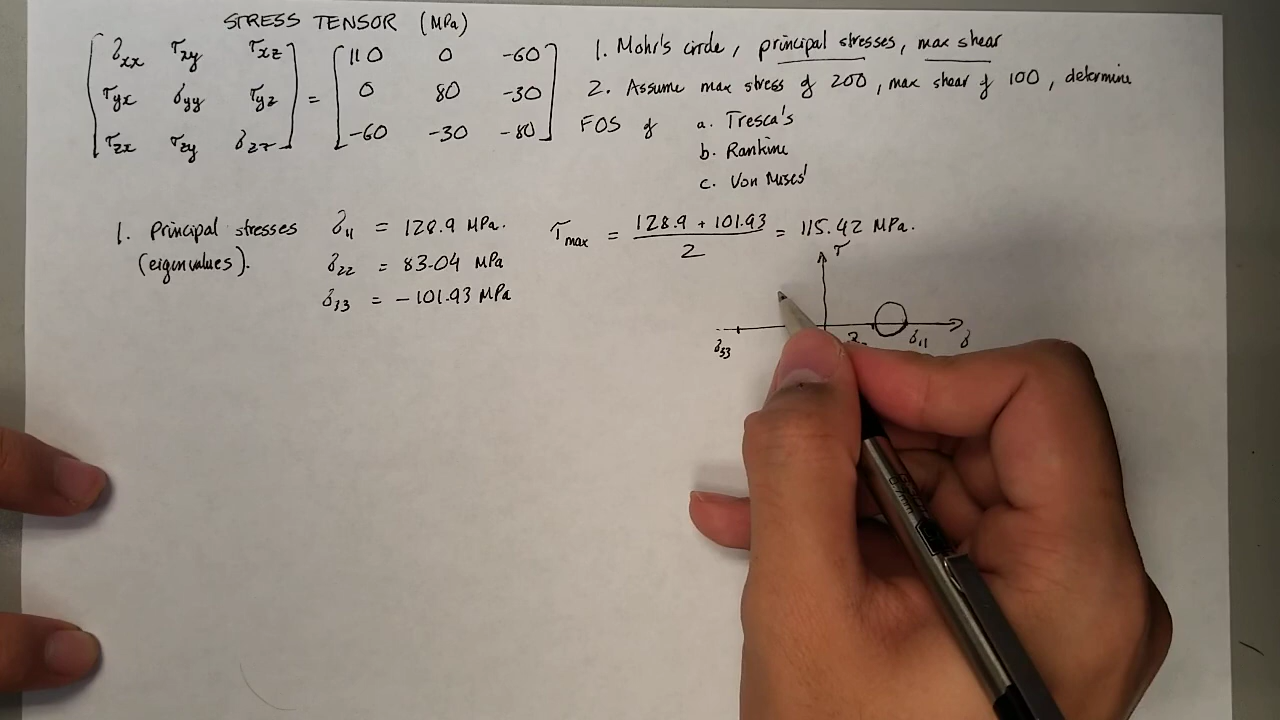 STRESS TENSOR (MPa)
σxx τxy τxz
τyx σyy τyz
τzx τzy σzz
=
110 0 -60
0 80 -30
-60 -30 -80
1. Mohr's circle, principal stresses, max shear
2. Assume max stress of 200, max shear of 100, determine
FOS of a. Tresca's
b. Rankine
c. Von Mises'
1. Principal stresses
(eigenvalues).
σ11 = 128.9 MPa.
σ22 = 83.04 MPa
σ33 = -101.93 MPa
τmax = 128.9 + 101.93 / 2 = 115.42 MPa.
τ
σ33
σ11
σ